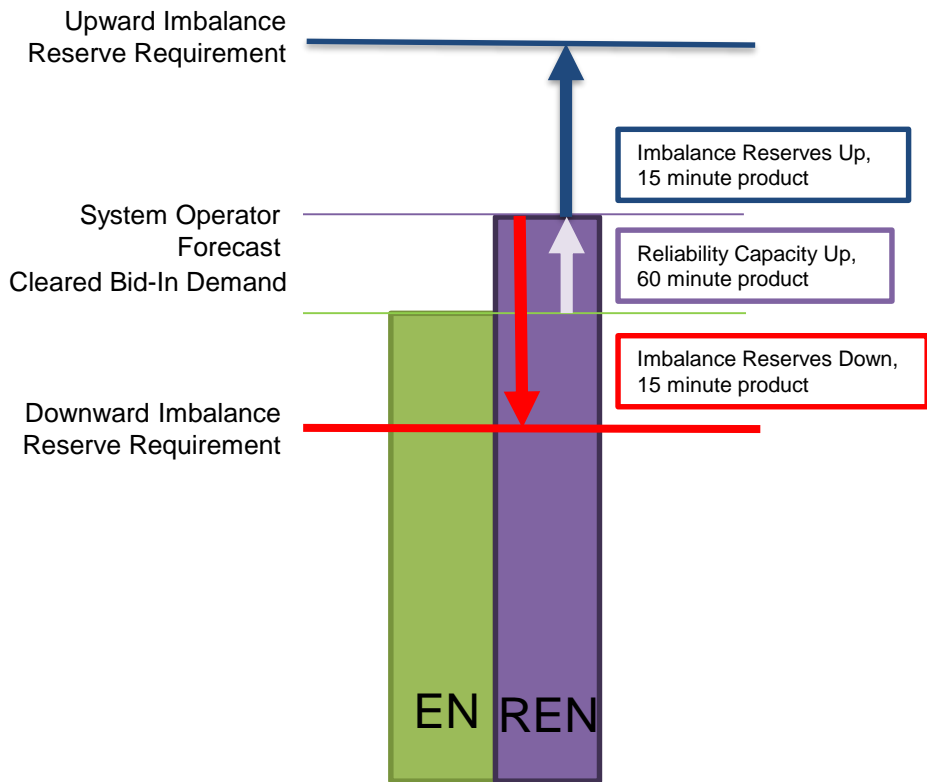 Upward Imbalance
Reserve Requirement
Imbalance Reserves Up,
15 minute product
System Operator
Forecast
Reliability Capacity Up,
60 minute product
Cleared Bid-In Demand
Imbalance Reserves Down,
15 minute product
Downward Imbalance
Reserve Requirement
EN
REN